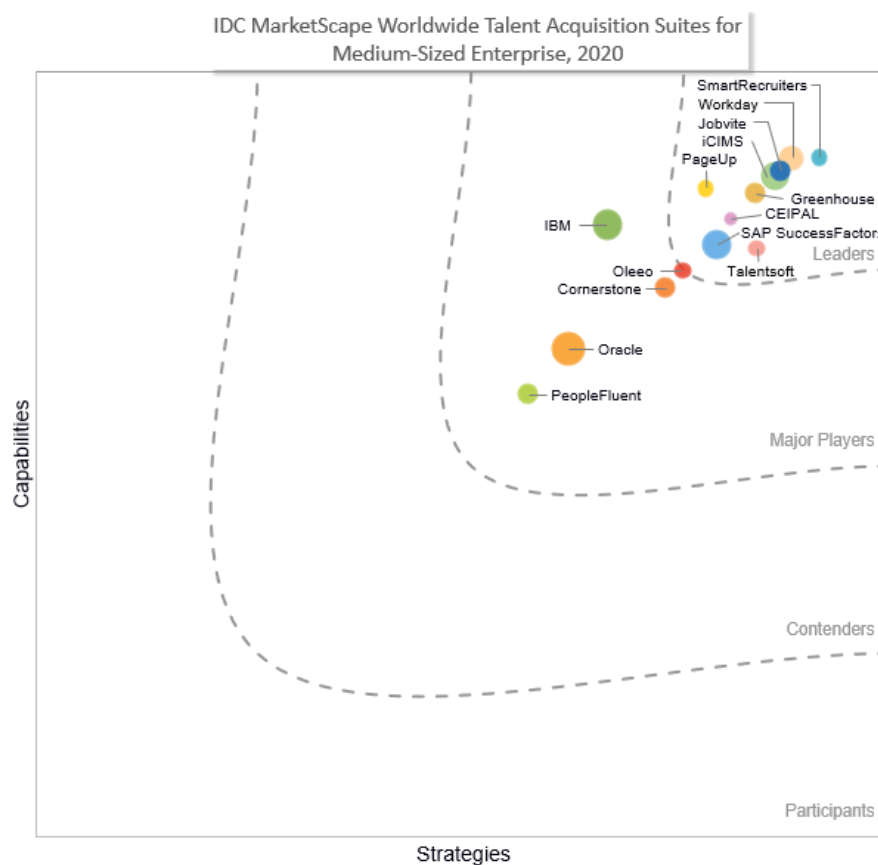 IDC MarketScape Worldwide Talent Acquisition Suites for
Medium-Sized Enterprise, 2020
SmartRecruiters
Workday
Jobvite
iCIMS
PageUp
Greenhouse
CEIPAL
IBM
SAP SuccessFactor
Leaders
Oleeo
Talentsoft
Cornerstone
Oracle
PeopleFluent
Major Players
Capabilities
Contenders
Participants
Strategies